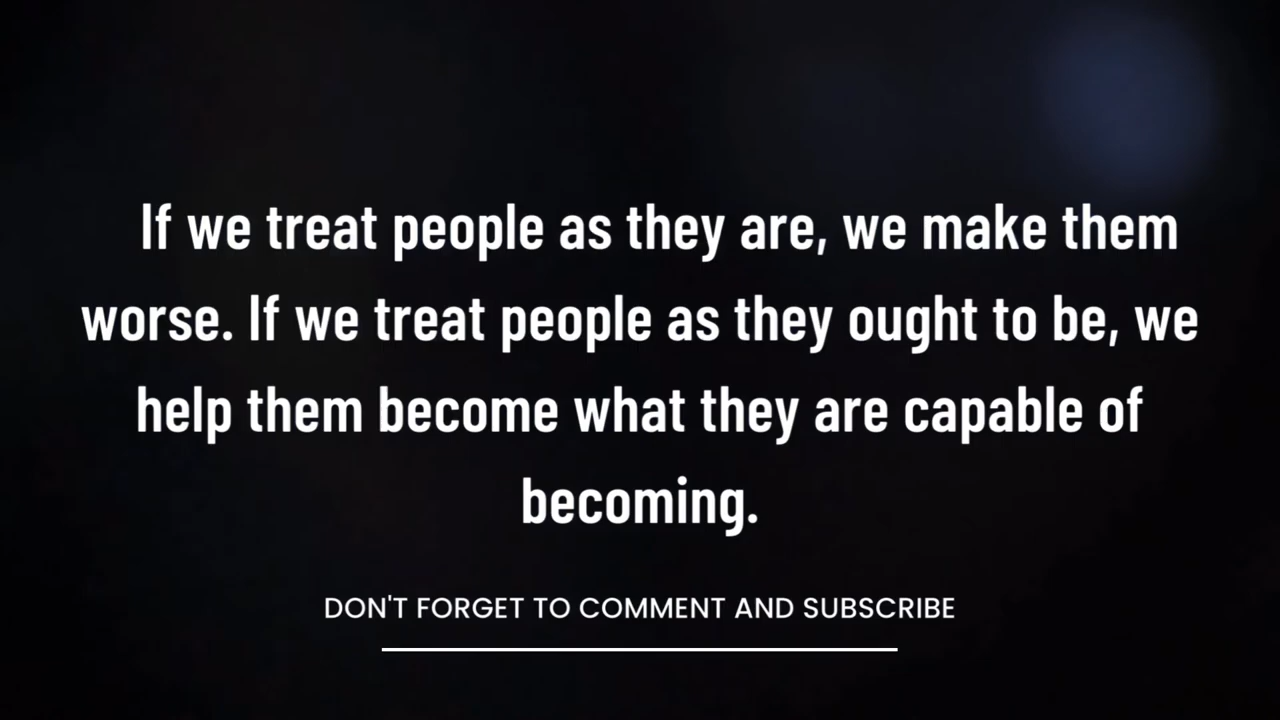 If we treat people as they are, we make them
worse. If we treat people as they ought to be, we
help them become what they are capable of
becoming.
DON'T FORGET TO COMMENT AND SUBSCRIBE